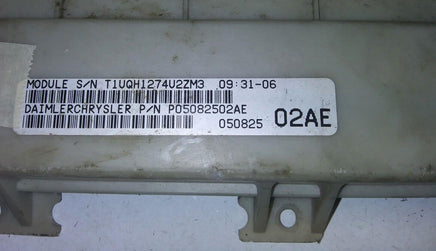 MODULE S/N T1UQH1274U2ZM3 09:31-06
DAIMLERCHRYSLER P/N P05082502AE
050825 02AE